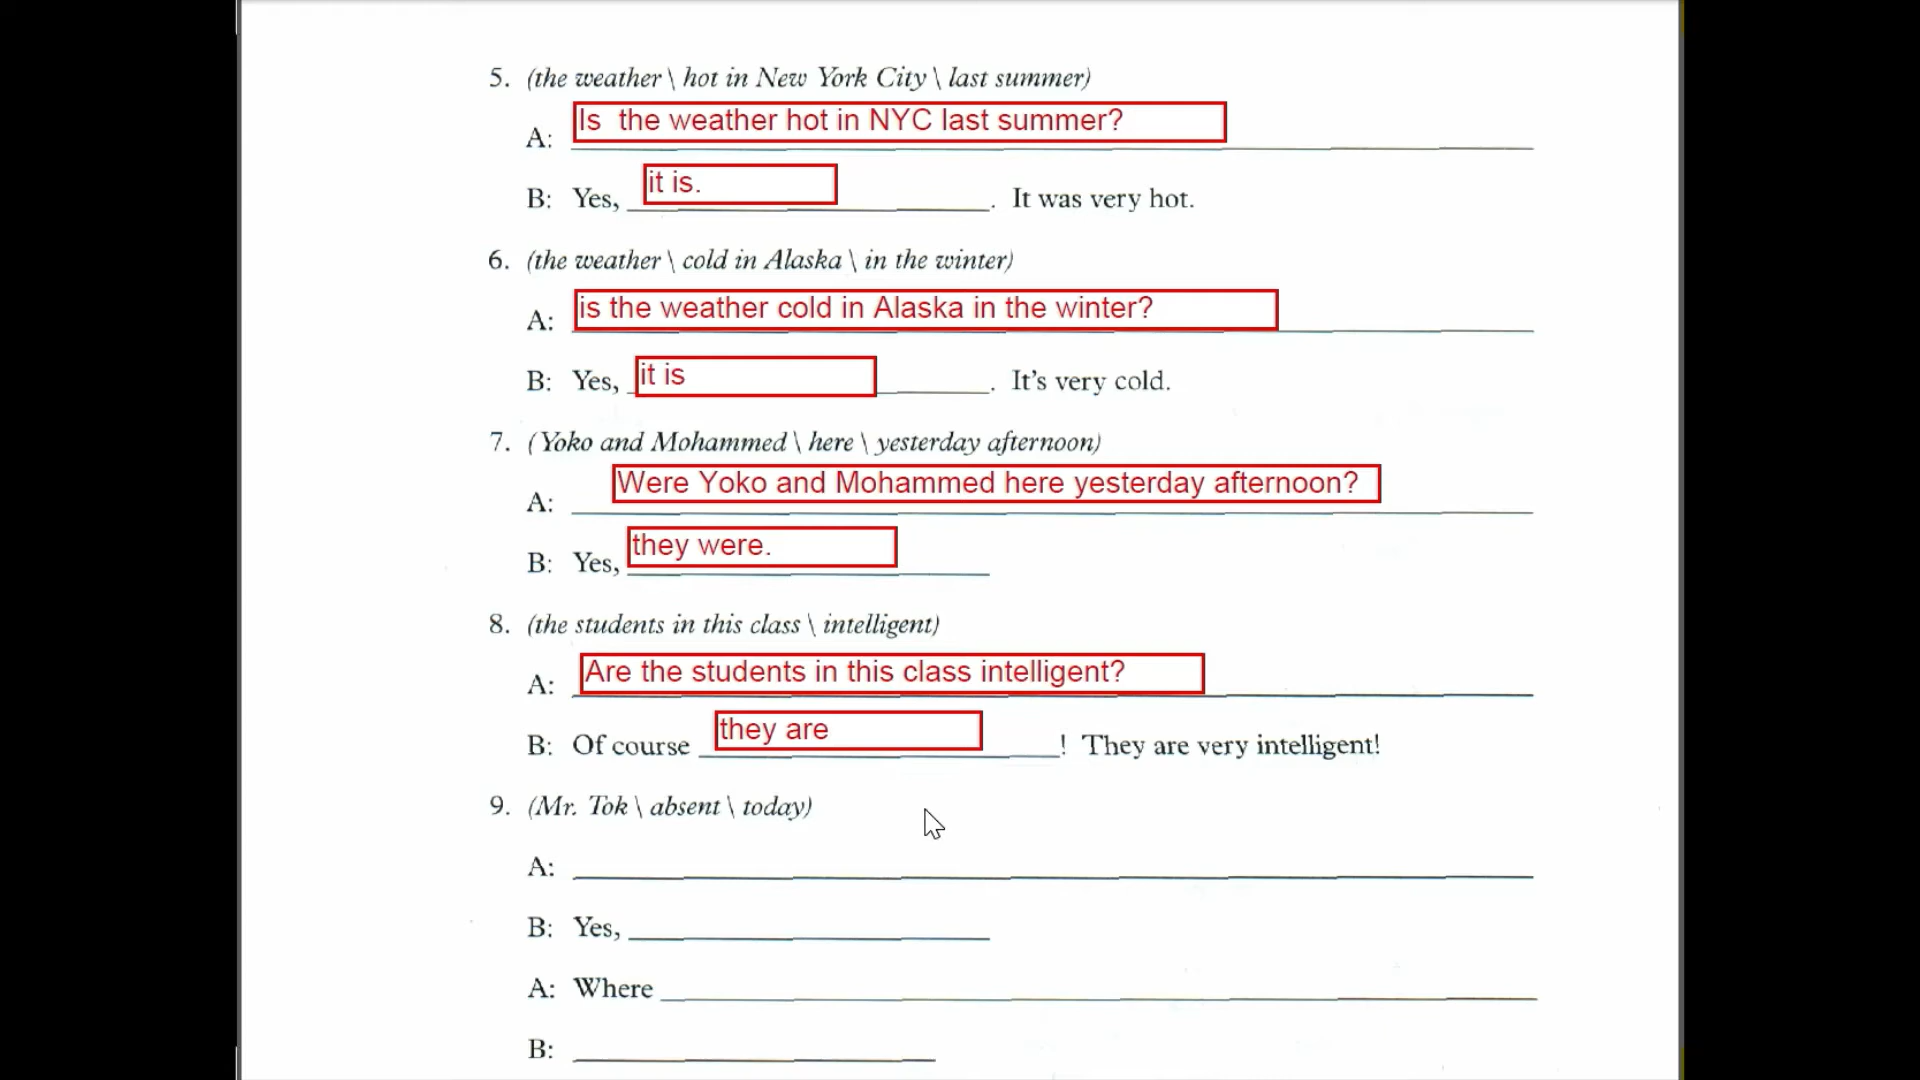 5. (the weather \ hot in New York City \ last summer)
A: Is the weather hot in NYC last summer?
B: Yes, it is. . It was very hot.
6. (the weather \ cold in Alaska \ in the winter)
A: is the weather cold in Alaska in the winter?
B: Yes, it is . It's very cold.
7. (Yoko and Mohammed \ here \ yesterday afternoon)
A: Were Yoko and Mohammed here yesterday afternoon?
B: Yes, they were.
8. (the students in this class \ intelligent)
A: Are the students in this class intelligent?
B: Of course they are ! They are very intelligent!
9. (Mr. Tok \ absent \ today)
A:
B: Yes,
A: Where
B: